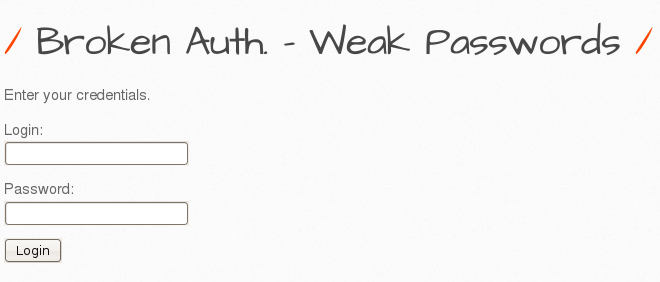 / Broken Auth. - Weak Passwords /
Enter your credentials.
Login:
Password:
Login